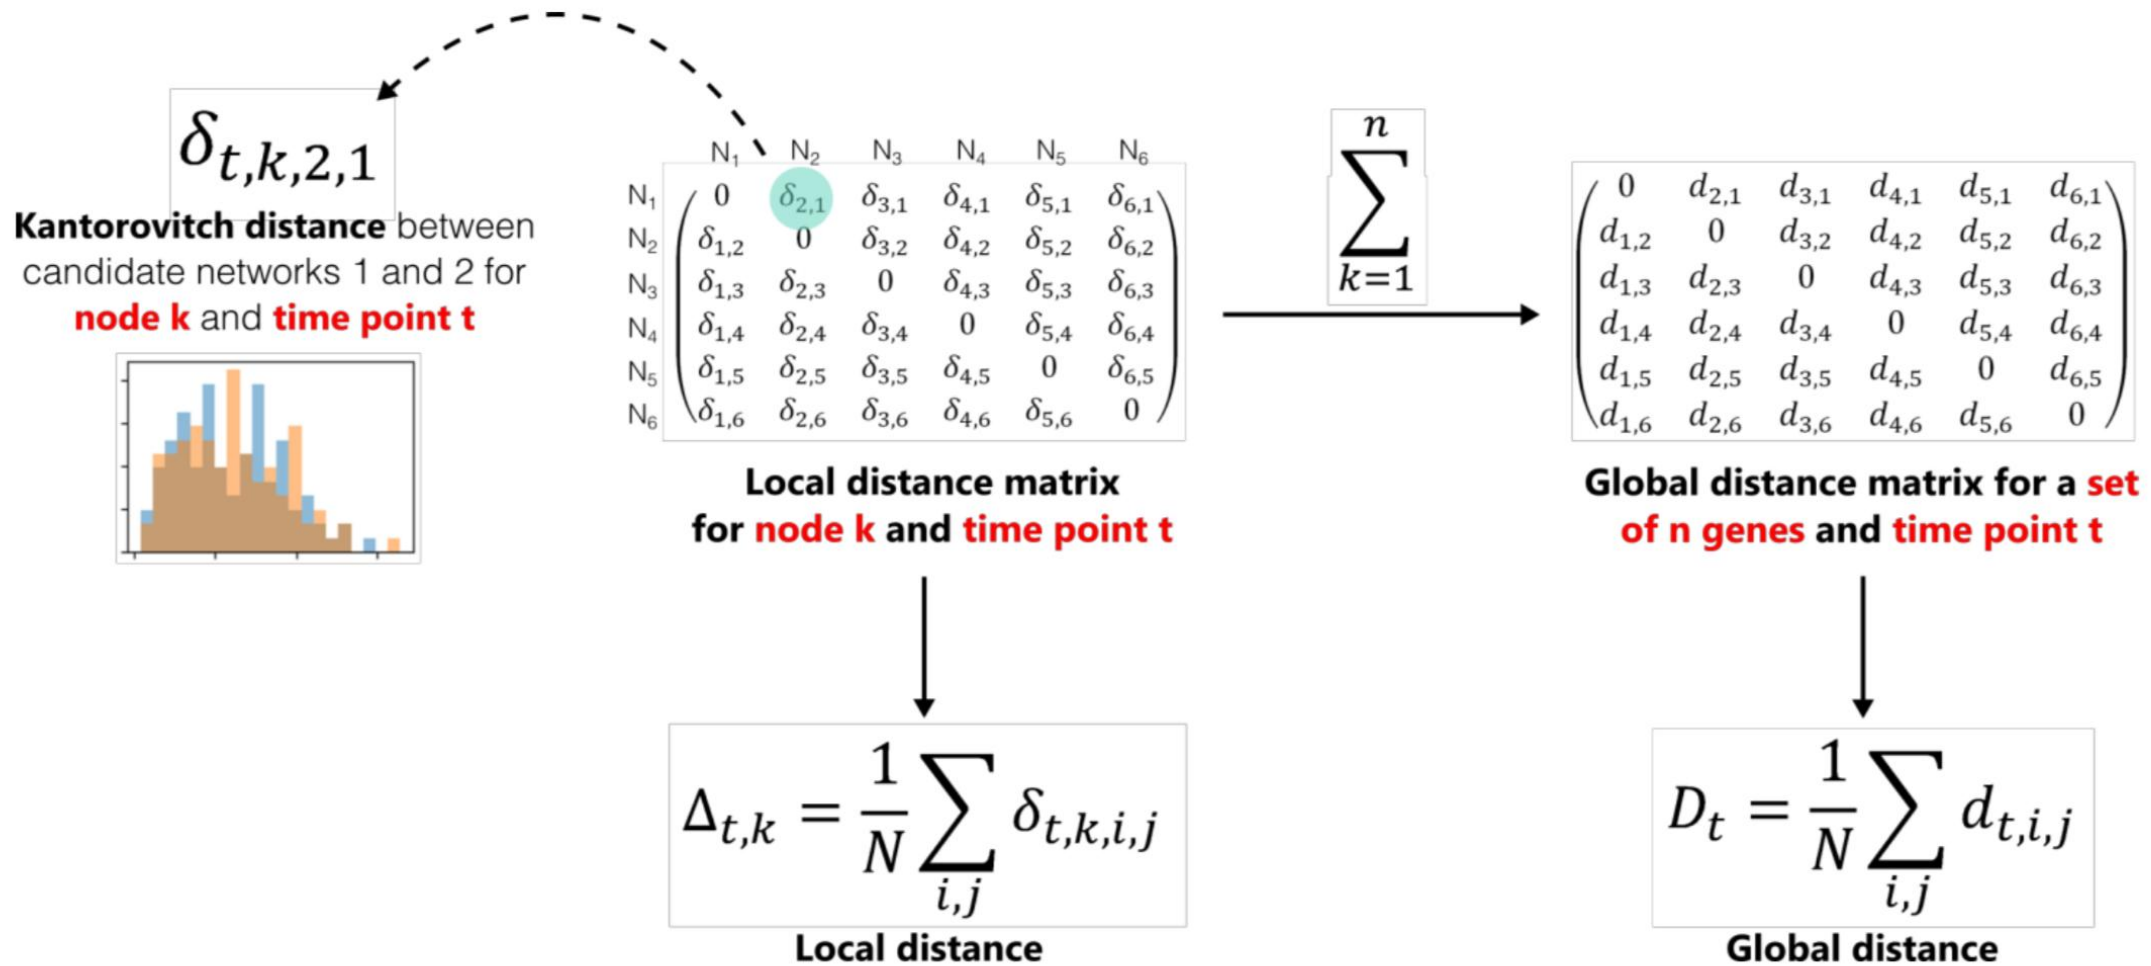 δt,k,2,1
Kantorovitch distance between
candidate networks 1 and 2 for
node k and time point t
N1 N2 N3 N4 N5 N6
N1 0 δ2,1 δ3,1 δ4,1 δ5,1 δ6,1
N2 δ1,2 0 δ3,2 δ4,2 δ5,2 δ6,2
N3 δ1,3 δ2,3 0 δ4,3 δ5,3 δ6,3
N4 δ1,4 δ2,4 δ3,4 0 δ5,4 δ6,4
N5 δ1,5 δ2,5 δ3,5 δ4,5 0 δ6,5
N6 δ1,6 δ2,6 δ3,6 δ4,6 δ5,6 0
Local distance matrix
for node k and time point t
n
∑
k=1
0 d2,1 d3,1 d4,1 d5,1 d6,1
d1,2 0 d3,2 d4,2 d5,2 d6,2
d1,3 d2,3 0 d4,3 d5,3 d6,3
d1,4 d2,4 d3,4 0 d5,4 d6,4
d1,5 d2,5 d3,5 d4,5 0 d6,5
d1,6 d2,6 d3,6 d4,6 d5,6 0
Global distance matrix for a set
of n genes and time point t
Δt,k = 1/N ∑ i,j δt,k,i,j
Local distance
Dt = 1/N ∑ i,j dt,i,j
Global distance